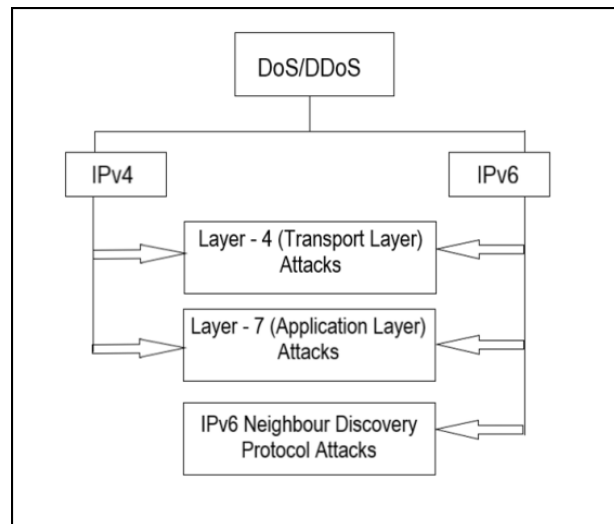 DoS/DDoS
IPv4
IPv6
Layer - 4 (Transport Layer)
Attacks
Layer - 7 (Application Layer)
Attacks
IPv6 Neighbour Discovery
Protocol Attacks